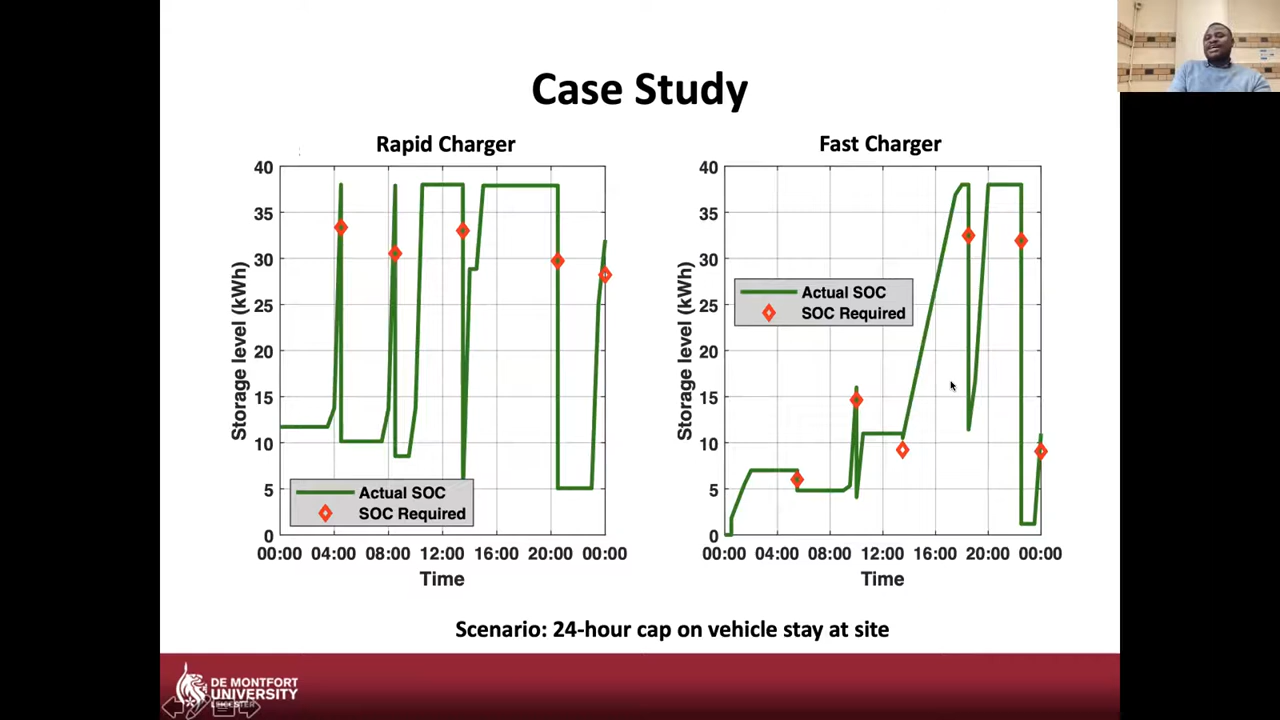 Case Study
Rapid Charger
40
35
30
25
20
15
10
5
0
Storage level (kWh)
Actual SOC
SOC Required
00:00 04:00 08:00 12:00 16:00 20:00 00:00
Time
Fast Charger
40
35
30
25
20
15
10
5
0
Storage level (kWh)
Actual SOC
SOC Required
00:00 04:00 08:00 12:00 16:00 20:00 00:00
Time
Scenario: 24-hour cap on vehicle stay at site
DE MONTFORT
UNIVERSITY
LEICESTER